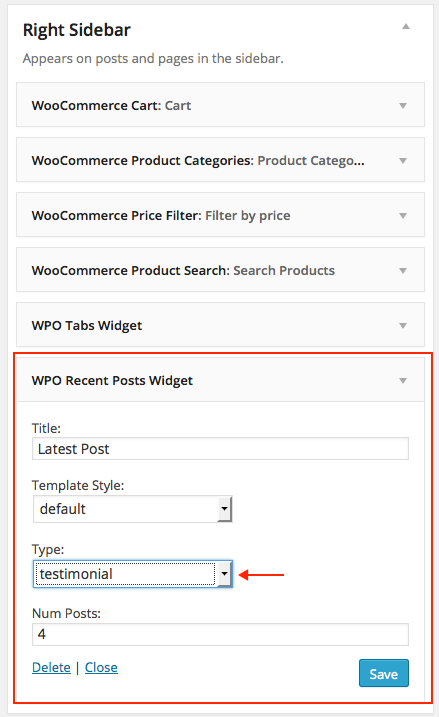 Right Sidebar
Appears on posts and pages in the sidebar.
WooCommerce Cart: Cart
WooCommerce Product Categories: Product Catego...
WooCommerce Price Filter: Filter by price
WooCommerce Product Search: Search Products
WPO Tabs Widget
WPO Recent Posts Widget
Title:
Latest Post
Template Style:
default
Type:
testimonial
Num Posts:
4
Delete | Close Save